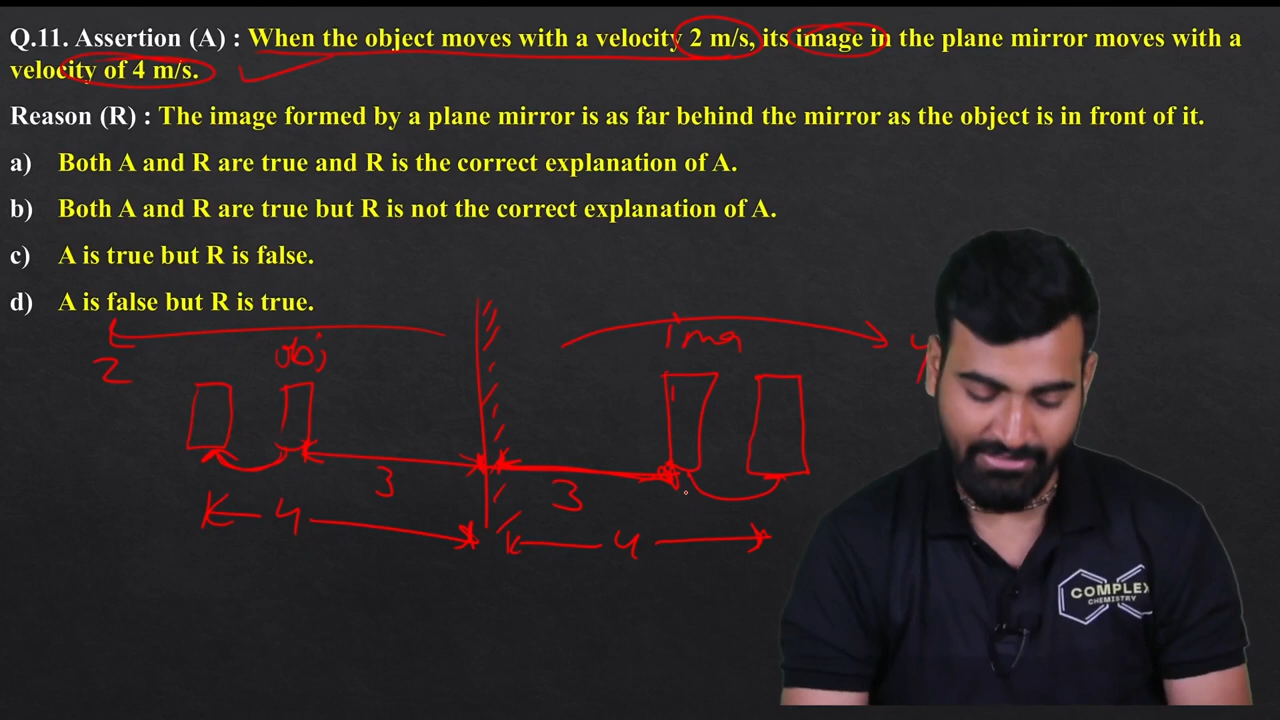 Q.11. Assertion (A) : When the object moves with a velocity 2 m/s, its image in the plane mirror moves with a
velocity of 4 m/s.
Reason (R) : The image formed by a plane mirror is as far behind the mirror as the object is in front of it.
a) Both A and R are true and R is the correct explanation of A.
b) Both A and R are true but R is not the correct explanation of A.
c) A is true but R is false.
d) A is false but R is true.
2
obj
ima
3
3
4
4
COMPLEX
CHEMISTRY